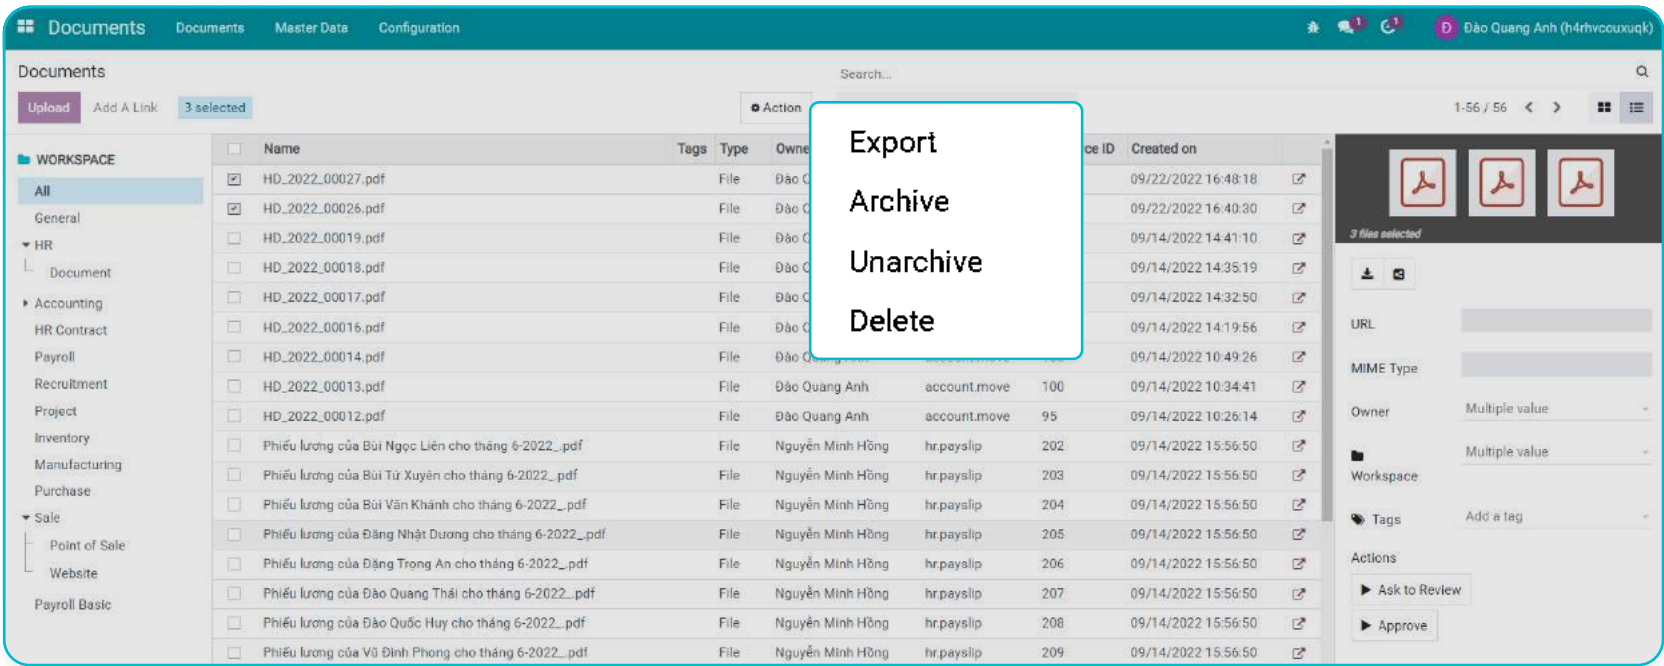 Documents Documents Master Data Configuration 1 1 Đ Đào Quang Anh (h4rhvcouxuqk)
Documents Search...
Upload Add A Link 3 selected Action 1-56 / 56
WORKSPACE
All
General
HR
Document
Accounting
HR Contract
Payroll
Recruitment
Project
Inventory
Manufacturing
Purchase
Sale
Point of Sale
Website
Payroll Basic
Name Tags Type Owne ce ID Created on
HD_2022_00027.pdf File Đào 09/22/2022 16:48:18
HD_2022_00026.pdf File Đào 09/22/2022 16:40:30
HD_2022_00019.pdf File Đào 09/14/2022 14:41:10
HD_2022_00018.pdf File Đào 09/14/2022 14:35:19
HD_2022_00017.pdf File Đào 09/14/2022 14:32:50
HD_2022_00016.pdf File Đào 09/14/2022 14:19:56
HD_2022_00014.pdf File Đào 09/14/2022 10:49:26
HD_2022_00013.pdf File Đào Quang Anh account.move 100 09/14/2022 10:34:41
HD_2022_00012.pdf File Đào Quang Anh account.move 95 09/14/2022 10:26:14
Phiếu lương của Bùi Ngọc Liên cho tháng 6-2022_.pdf File Nguyễn Minh Hồng hr.payslip 202 09/14/2022 15:56:50
Phiếu lương của Bùi Tứ Xuyên cho tháng 6-2022_.pdf File Nguyễn Minh Hồng hr.payslip 203 09/14/2022 15:56:50
Phiếu lương của Bùi Văn Khánh cho tháng 6-2022_.pdf File Nguyễn Minh Hồng hr.payslip 204 09/14/2022 15:56:50
Phiếu lương của Đăng Nhật Dương cho tháng 6-2022_.pdf File Nguyễn Minh Hồng hr.payslip 205 09/14/2022 15:56:50
Phiếu lương của Đặng Trọng An cho tháng 6-2022_.pdf File Nguyễn Minh Hồng hr.payslip 206 09/14/2022 15:56:50
Phiếu lương của Đào Quang Thái cho tháng 6-2022_.pdf File Nguyễn Minh Hồng hr.payslip 207 09/14/2022 15:56:50
Phiếu lương của Đào Quốc Huy cho tháng 6-2022_.pdf File Nguyễn Minh Hồng hr.payslip 208 09/14/2022 15:56:50
Phiếu lương của Vũ Đình Phong cho tháng 6-2022_.pdf File Nguyễn Minh Hồng hr.payslip 209 09/14/2022 15:56:50
Export
Archive
Unarchive
Delete
3 files selected
URL
MIME Type
Owner Multiple value
Workspace Multiple value
Tags Add a tag
Actions
Ask to Review
Approve